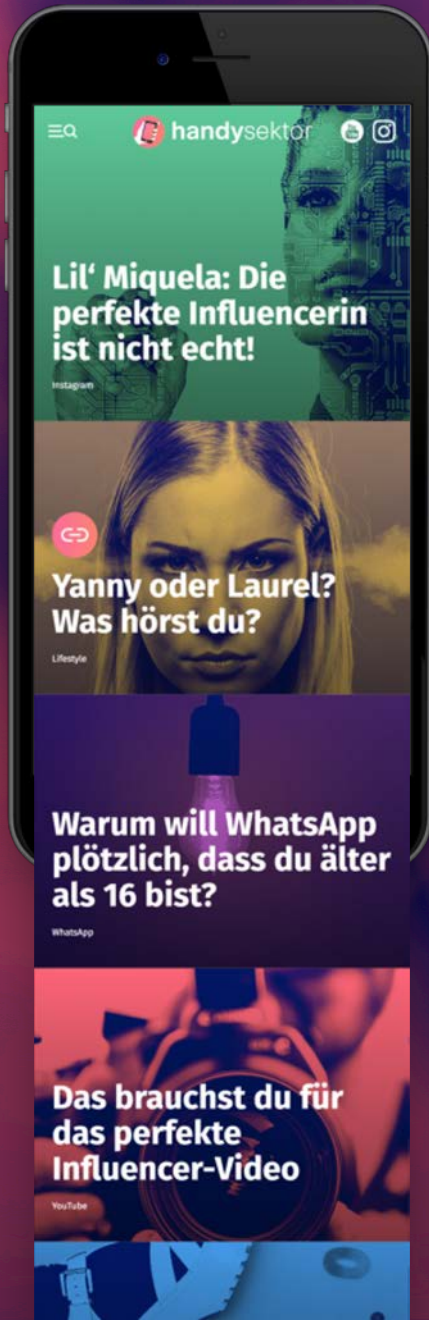 handysektor
Lil‘ Miquela: Die
perfekte Influencerin
ist nicht echt!
Instagram
Yanny oder Laurel?
Was hörst du?
Lifestyle
Warum will WhatsApp
plötzlich, dass du älter
als 16 bist?
WhatsApp
Das brauchst du für
das perfekte
Influencer-Video
YouTube